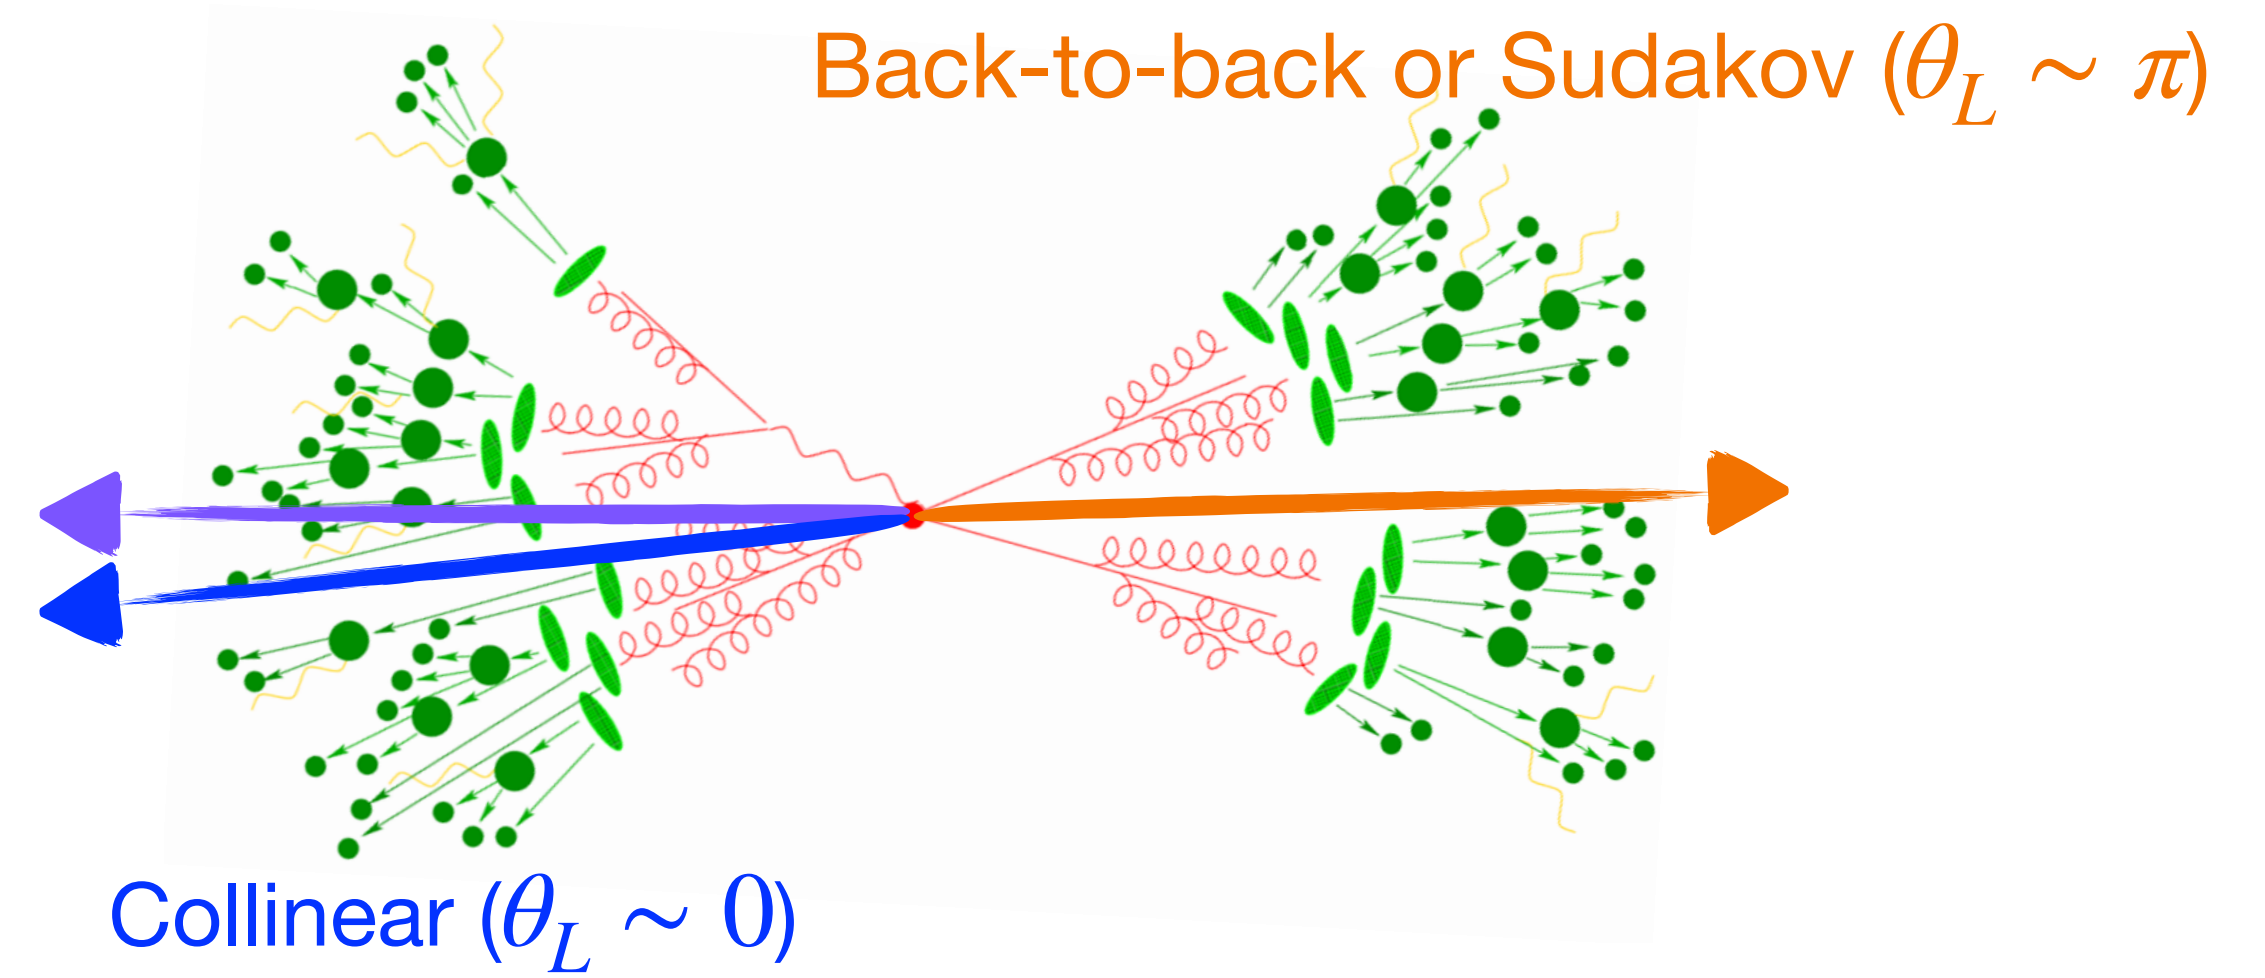 Back-to-back or Sudakov (θ_L ∼ π)
Collinear (θ_L ∼ 0)